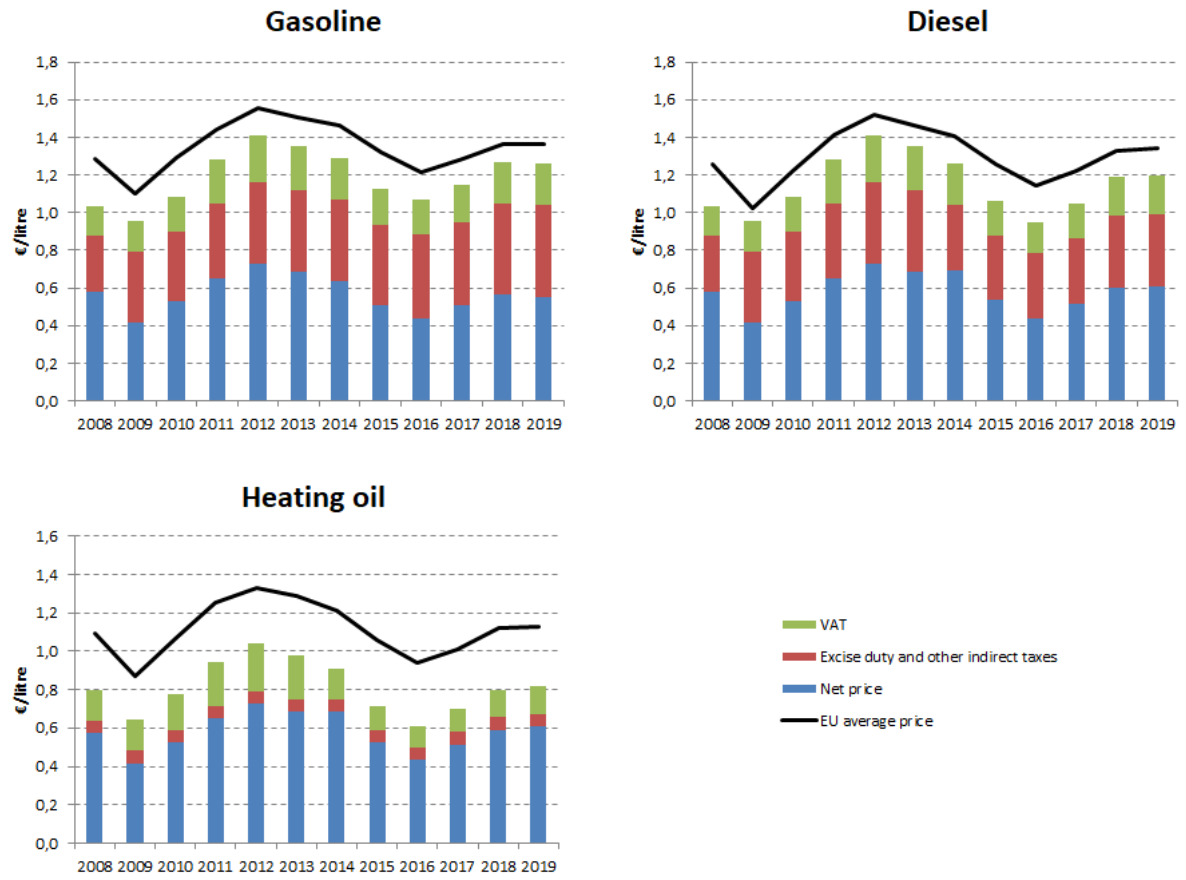 Gasoline
€/litre
1,8
1,6
1,4
1,2
1,0
0,8
0,6
0,4
0,2
0,0
2008 2009 2010 2011 2012 2013 2014 2015 2016 2017 2018 2019
Diesel
€/litre
1,8
1,6
1,4
1,2
1,0
0,8
0,6
0,4
0,2
0,0
2008 2009 2010 2011 2012 2013 2014 2015 2016 2017 2018 2019
Heating oil
€/litre
1,6
1,4
1,2
1,0
0,8
0,6
0,4
0,2
0,0
2008 2009 2010 2011 2012 2013 2014 2015 2016 2017 2018 2019
VAT
Excise duty and other indirect taxes
Net price
EU average price